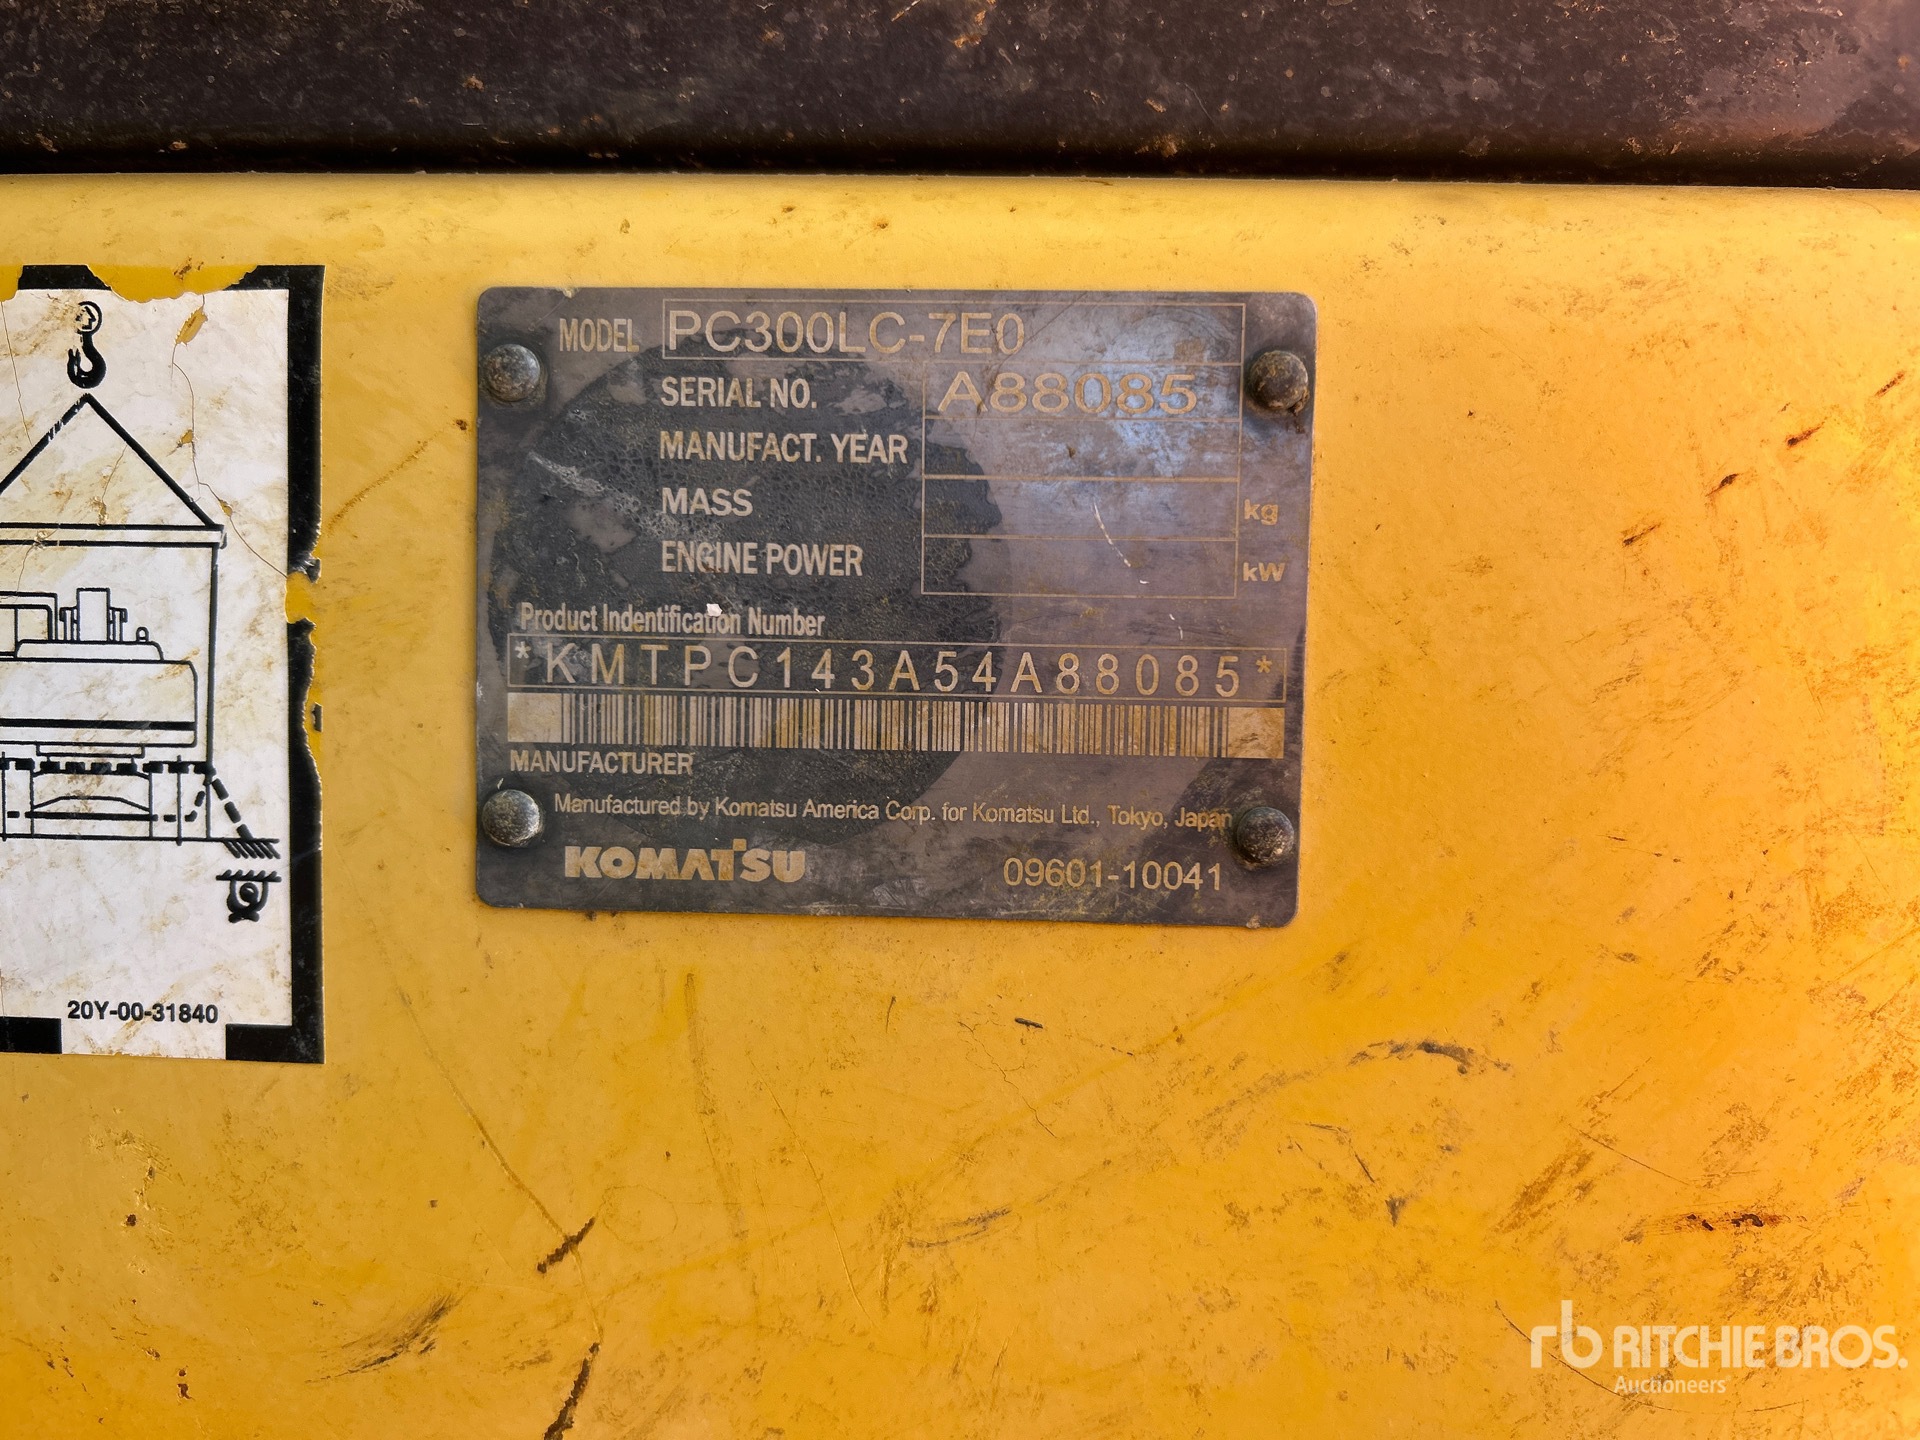 MODEL PC300LC-7E0
SERIAL NO. A88085
MANUFACT. YEAR
MASS kg
ENGINE POWER kW
Product Indentification Number
*KMTPC143A54A88085*
MANUFACTURER
Manufactured by Komatsu America Corp. for Komatsu Ltd., Tokyo, Japan
KOMATSU 09601-10041
20Y-00-31840
rb RITCHIE BROS.
Auctioneers